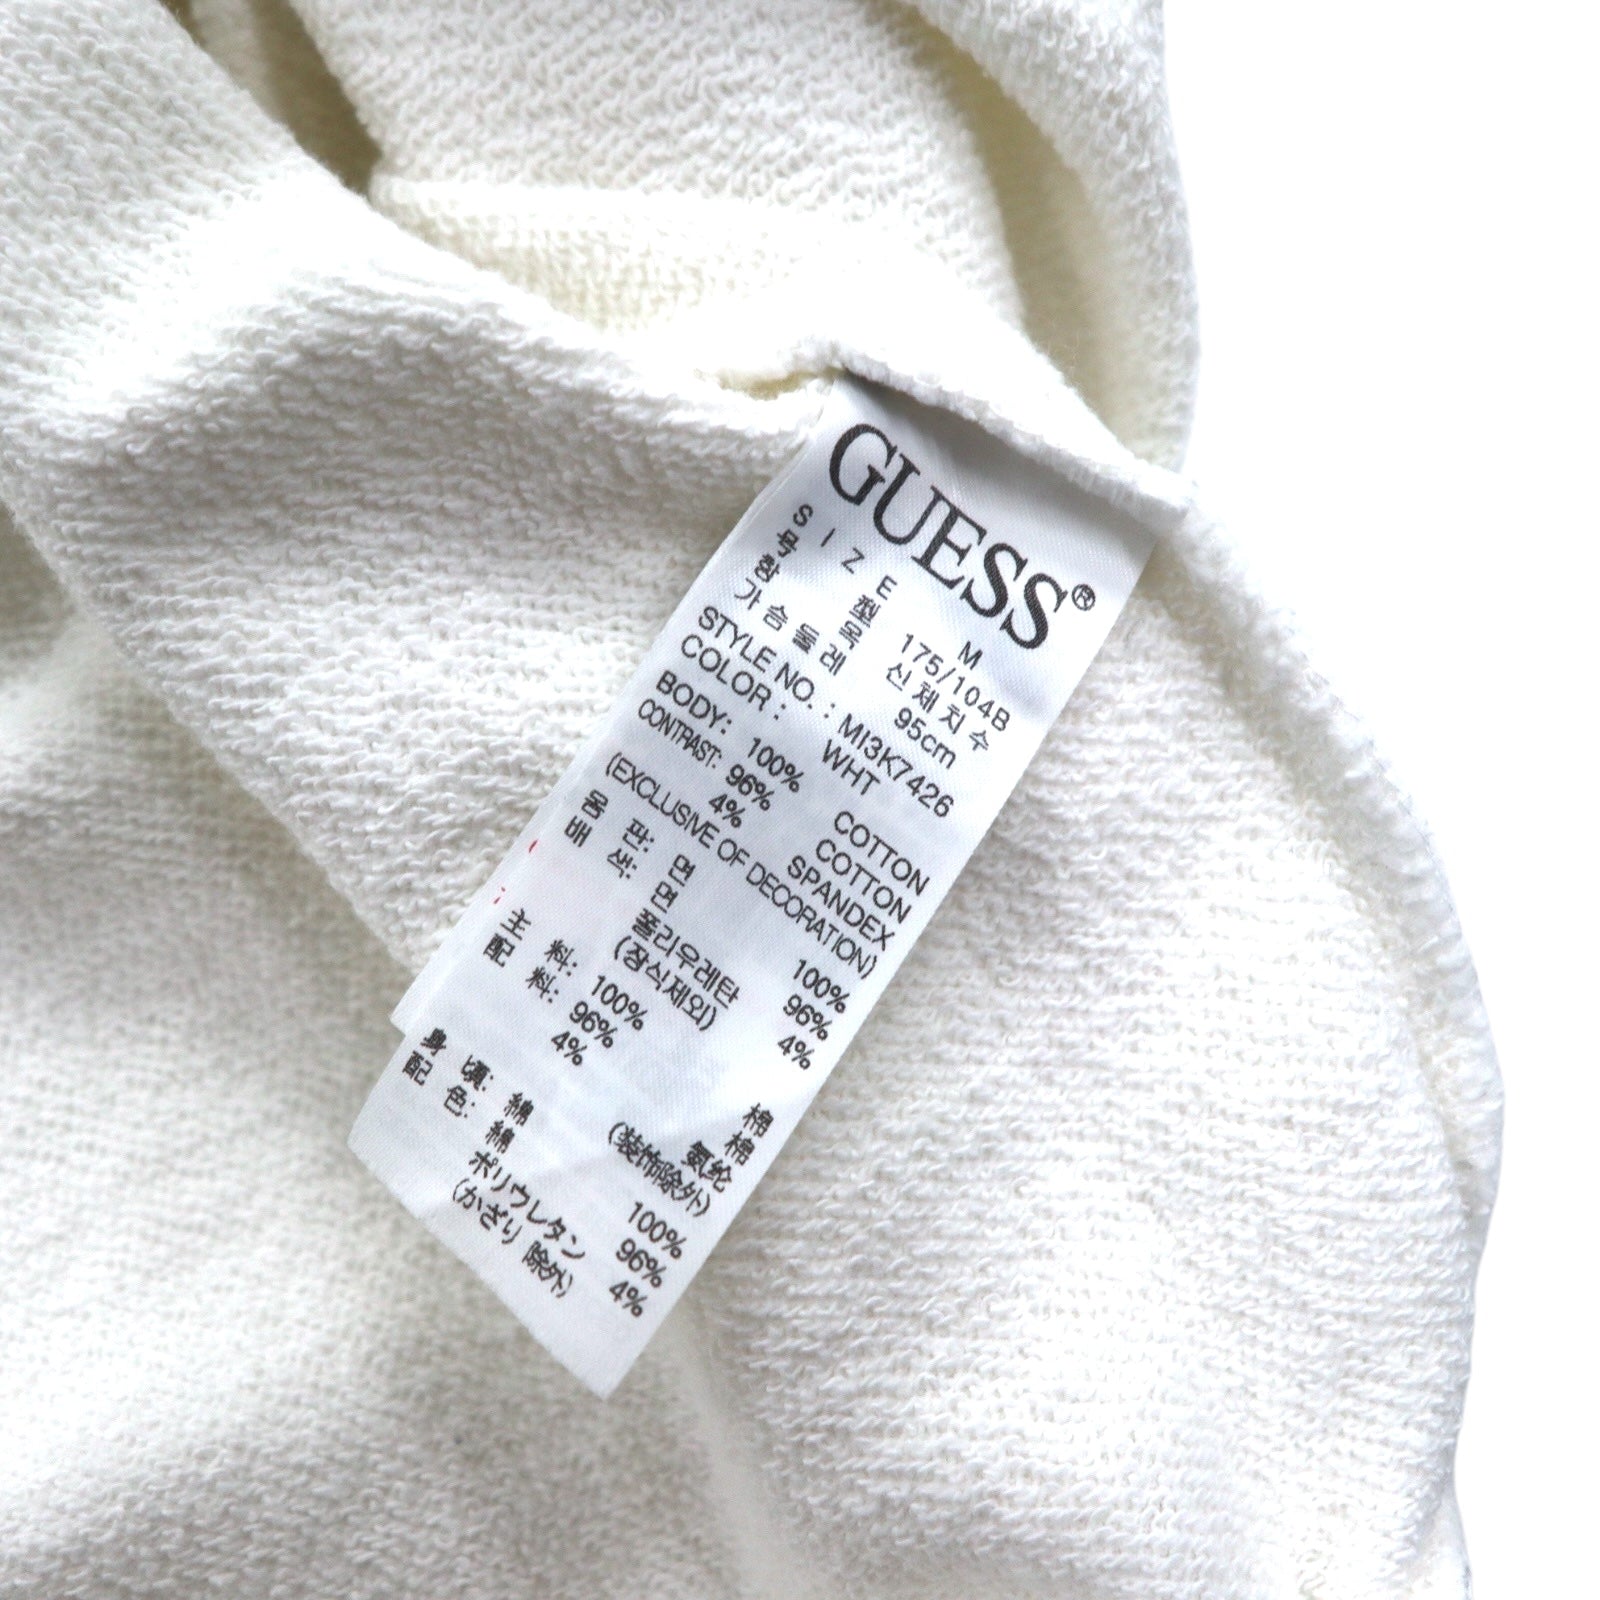 GUESS®
SIZE M
号型 175/104B
항목 신체치수
가슴둘레 95cm
STYLE NO. : MI3K7426
COLOR : WHT
BODY: 100% COTTON
CONTRAST: 96% COTTON
4% SPANDEX
(EXCLUSIVE OF DECORATION)
몸 판: 면 100%
배 색: 면 96%
폴리우레탄 4%
(장식제외)
主 料: 100% 棉
配 料: 96% 棉
4% 氨纶
(装饰除外)
身 頃: 綿 100%
配 色: 綿 96%
ポリウレタン 4%
(かざり 除外)